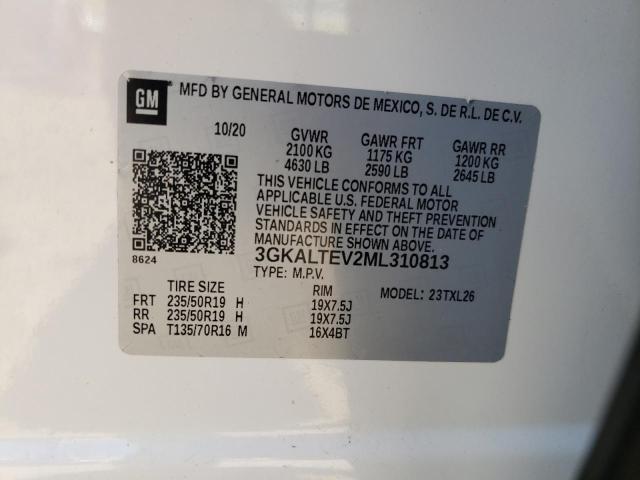 GM
MFD BY GENERAL MOTORS DE MEXICO, S. DE R.L. DE C.V.
10/20 GVWR GAWR FRT GAWR RR
2100 KG 1175 KG 1200 KG
4630 LB 2590 LB 2645 LB
THIS VEHICLE CONFORMS TO ALL
APPLICABLE U.S. FEDERAL MOTOR
VEHICLE SAFETY AND THEFT PREVENTION
STANDARDS IN EFFECT ON THE DATE OF
MANUFACTURE SHOWN ABOVE.
8624 3GKALTEV2ML310813
TYPE: M.P.V.
TIRE SIZE RIM MODEL: 23TXL26
FRT 235/50R19 H 19X7.5J
RR 235/50R19 H 19X7.5J
SPA T135/70R16 M 16X4BT